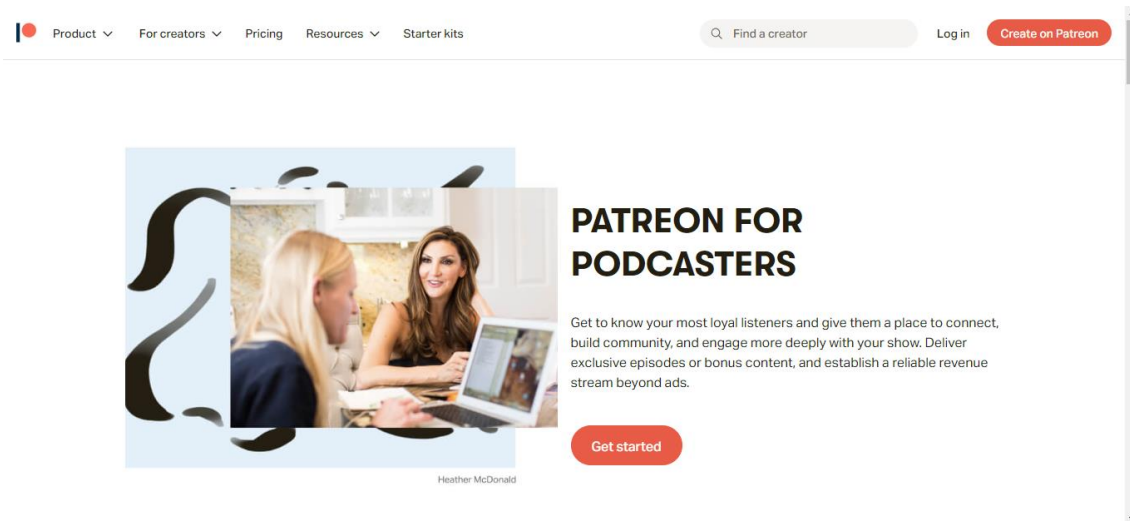 Product
For creators
Pricing
Resources
Starter kits
Find a creator
Log in
Create on Patreon
PATREON FOR
PODCASTERS
Get to know your most loyal listeners and give them a place to connect,
build community, and engage more deeply with your show. Deliver
exclusive episodes or bonus content, and establish a reliable revenue
stream beyond ads.
Get started
Heather McDonald